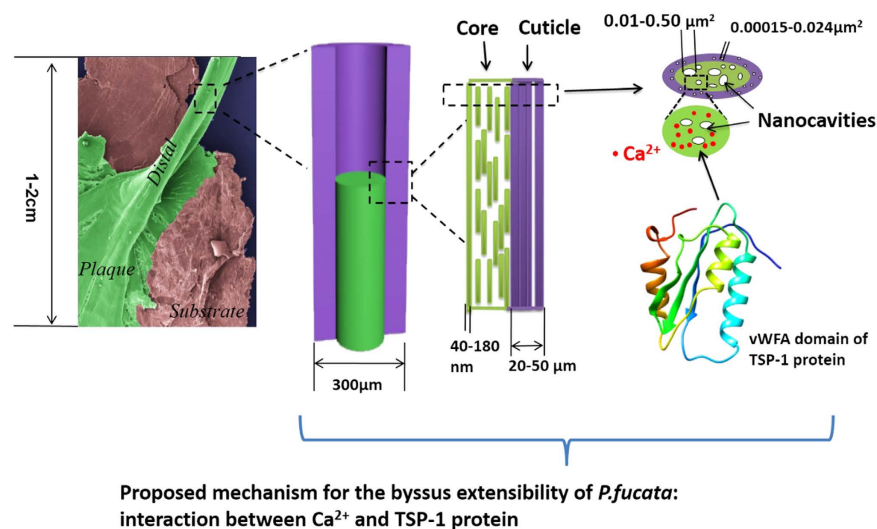 1-2cm
Distal
Plaque
Substrate
300µm
Core
Cuticle
40-180
nm
20-50 µm
0.01-0.50 µm²
0.00015-0.024µm²
Nanocavities
• Ca²⁺
vWFA domain of
TSP-1 protein
Proposed mechanism for the byssus extensibility of P.fucata:
interaction between Ca²⁺ and TSP-1 protein